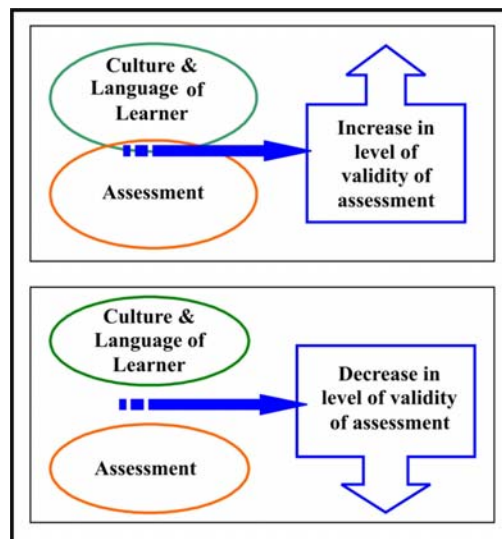 Culture &
Language of
Learner
Assessment
Increase in
level of
validity of
assessment
Culture &
Language of
Learner
Assessment
Decrease in
level of validity
of assessment